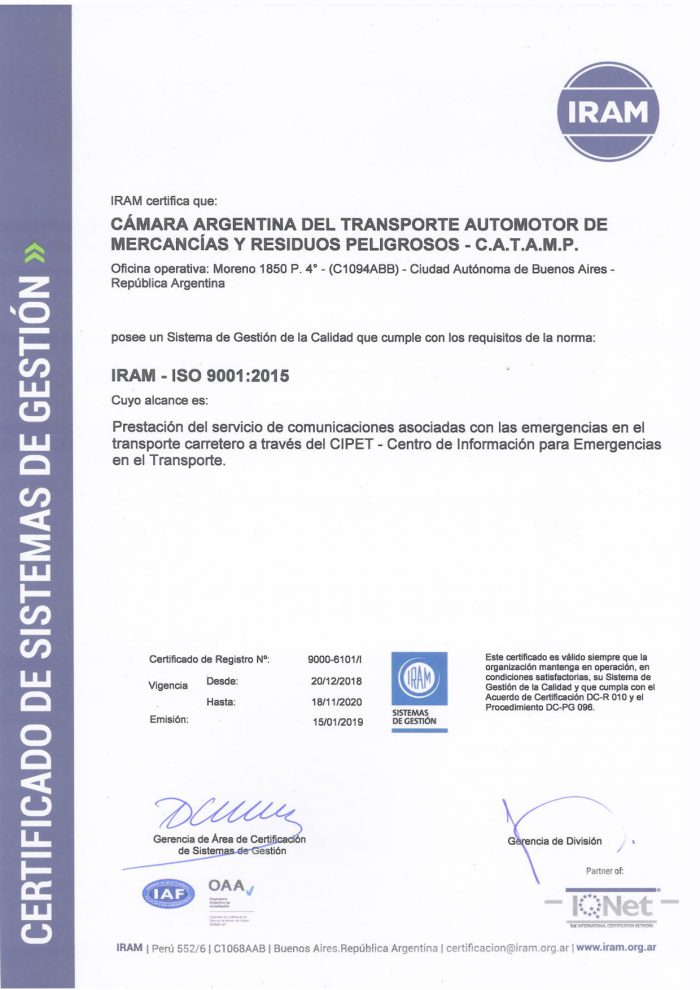 CERTIFICADO DE SISTEMAS DE GESTIÓN »
IRAM
IRAM certifica que:
CÁMARA ARGENTINA DEL TRANSPORTE AUTOMOTOR DE
MERCANCÍAS Y RESIDUOS PELIGROSOS - C.A.T.A.M.P.
Oficina operativa: Moreno 1850 P. 4° - (C1094ABB) - Ciudad Autónoma de Buenos Aires -
República Argentina
posee un Sistema de Gestión de la Calidad que cumple con los requisitos de la norma:
IRAM - ISO 9001:2015
Cuyo alcance es:
Prestación del servicio de comunicaciones asociadas con las emergencias en el
transporte carretero a través del CIPET - Centro de Información para Emergencias
en el Transporte.
Certificado de Registro Nº: 9000-6101/I
Vigencia Desde: 20/12/2018
Hasta: 18/11/2020
Emisión: 15/01/2019
IRAM
SISTEMAS
DE GESTIÓN
Este certificado es válido siempre que la
organización mantenga en operación, en
condiciones satisfactorias, su Sistema de
Gestión de la Calidad y que cumpla con el
Acuerdo de Certificación DC-R 010 y el
Procedimiento DC-PG 096.
Gerencia de Área de Certificación
de Sistemas de Gestión
Gerencia de División
IAF
OAA
Organismo
Argentino de
Acreditación
Partner of:
IQNet
THE INTERNATIONAL CERTIFICATION NETWORK
IRAM | Perú 552/6 | C1068AAB | Buenos Aires.República Argentina | certificacion@iram.org.ar | www.iram.org.ar